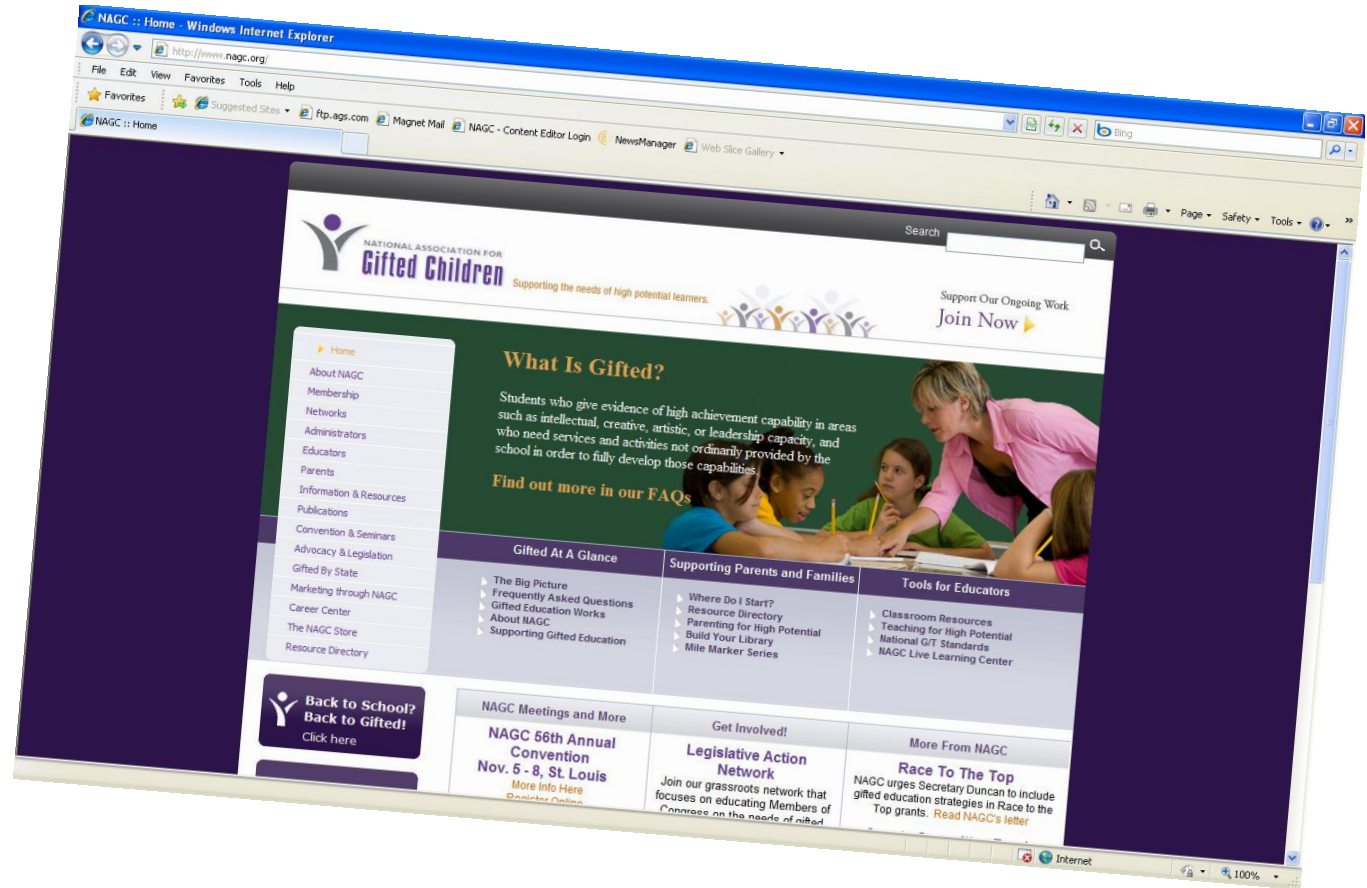 NAGC :: Home - Windows Internet Explorer
http://www.nagc.org/
Bing
File Edit View Favorites Tools Help
Favorites Suggested Sites ftp.ags.com Magnet Mail NAGC - Content Editor Login NewsManager Web Slice Gallery
NAGC :: Home
Page Safety Tools »
Search
NATIONAL ASSOCIATION FOR
Gifted Children
Supporting the needs of high potential learners.
Support Our Ongoing Work
Join Now
Home
About NAGC
Membership
Networks
Administrators
Educators
Parents
Information & Resources
Publications
Convention & Seminars
Advocacy & Legislation
Gifted By State
Marketing through NAGC
Career Center
The NAGC Store
Resource Directory
What Is Gifted?
Students who give evidence of high achievement capability in areas
such as intellectual, creative, artistic, or leadership capacity, and
who need services and activities not ordinarily provided by the
school in order to fully develop those capabilities.
Find out more in our FAQs
Gifted At A Glance
The Big Picture
Frequently Asked Questions
Gifted Education Works
About NAGC
Supporting Gifted Education
Supporting Parents and Families
Where Do I Start?
Resource Directory
Parenting for High Potential
Build Your Library
Mile Marker Series
Tools for Educators
Classroom Resources
Teaching for High Potential
National G/T Standards
NAGC Live Learning Center
Back to School?
Back to Gifted!
Click here
NAGC Meetings and More
NAGC 56th Annual
Convention
Nov. 5 - 8, St. Louis
More Info Here
Register Online
Get Involved!
Legislative Action
Network
Join our grassroots network that
focuses on educating Members of
Congress on the needs of gifted
More From NAGC
Race To The Top
NAGC urges Secretary Duncan to include
gifted education strategies in Race to the
Top grants. Read NAGC's letter
Internet
100%